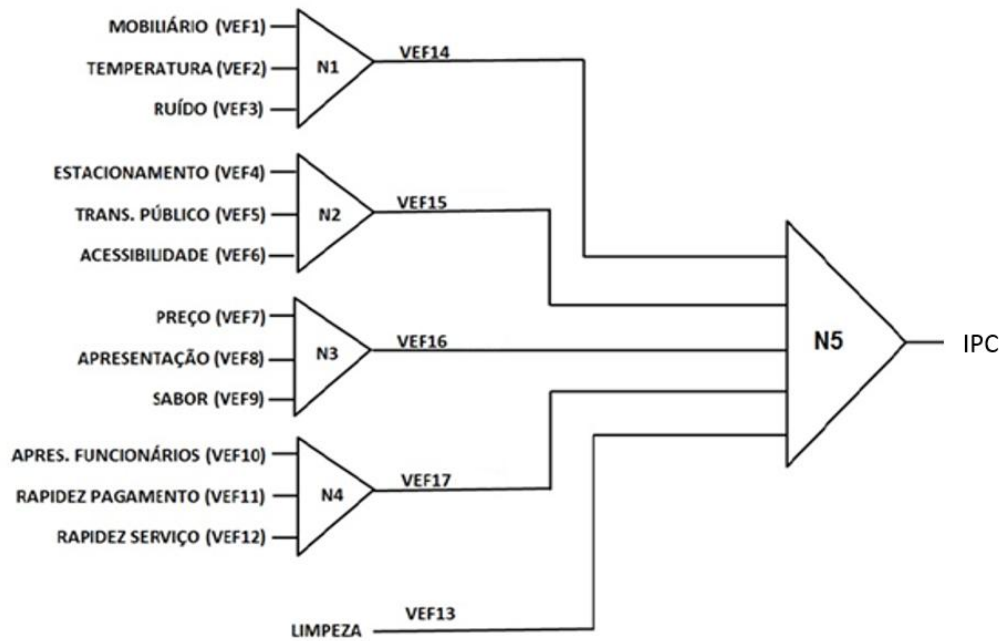 MOBILIÁRIO (VEF1)
TEMPERATURA (VEF2)
RUÍDO (VEF3)
N1
VEF14
ESTACIONAMENTO (VEF4)
TRANS. PÚBLICO (VEF5)
ACESSIBILIDADE (VEF6)
N2
VEF15
PREÇO (VEF7)
APRESENTAÇÃO (VEF8)
SABOR (VEF9)
N3
VEF16
APRES. FUNCIONÁRIOS (VEF10)
RAPIDEZ PAGAMENTO (VEF11)
RAPIDEZ SERVIÇO (VEF12)
N4
VEF17
LIMPEZA
VEF13
N5
IPC